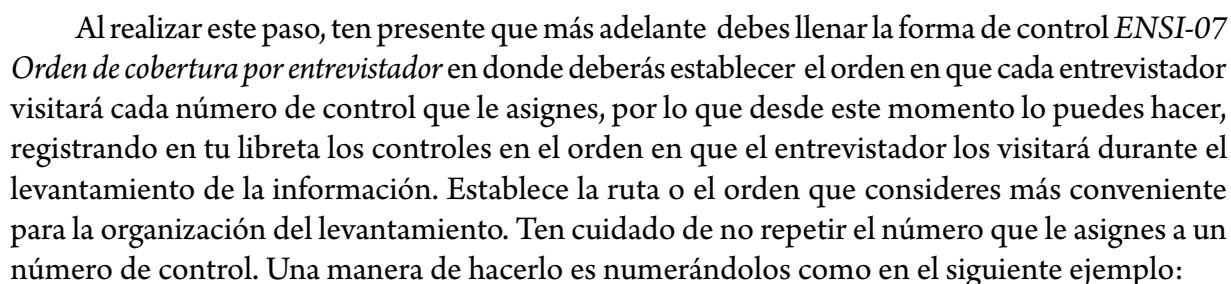 Al realizar este paso, ten presente que más adelante debes llenar la forma de control ENSI-07
Orden de cobertura por entrevistador en donde deberás establecer el orden en que cada entrevistador
visitará cada número de control que le asignes, por lo que desde este momento lo puedes hacer,
registrando en tu libreta los controles en el orden en que el entrevistador los visitará durante el
levantamiento de la información. Establece la ruta o el orden que consideres más conveniente
para la organización del levantamiento. Ten cuidado de no repetir el número que le asignes a un
número de control. Una manera de hacerlo es numerándolos como en el siguiente ejemplo: